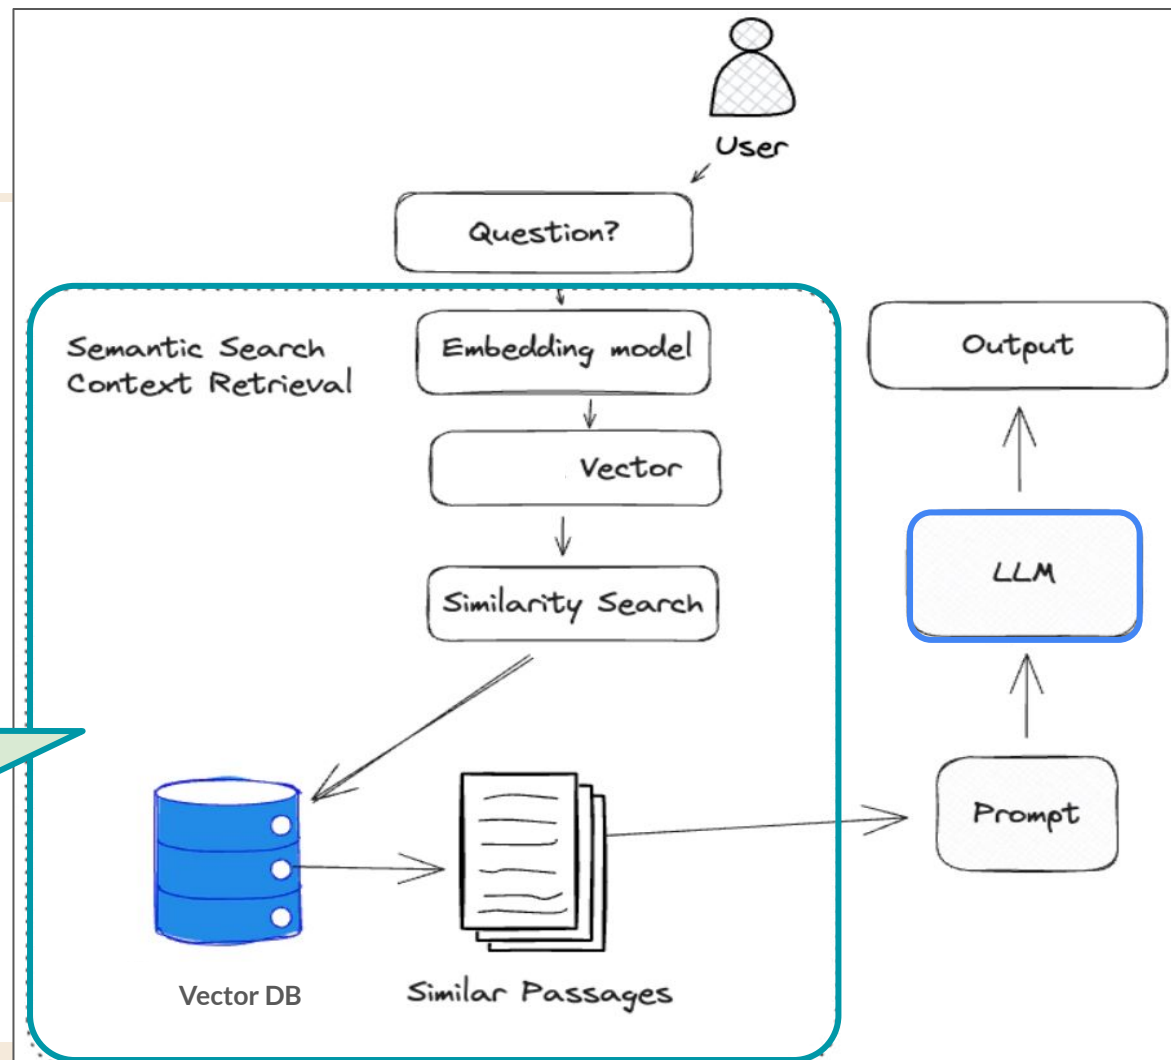 User
Question?
Semantic Search
Context Retrieval
Embedding model
Vector
Similarity Search
Vector DB
Similar Passages
Output
LLM
Prompt